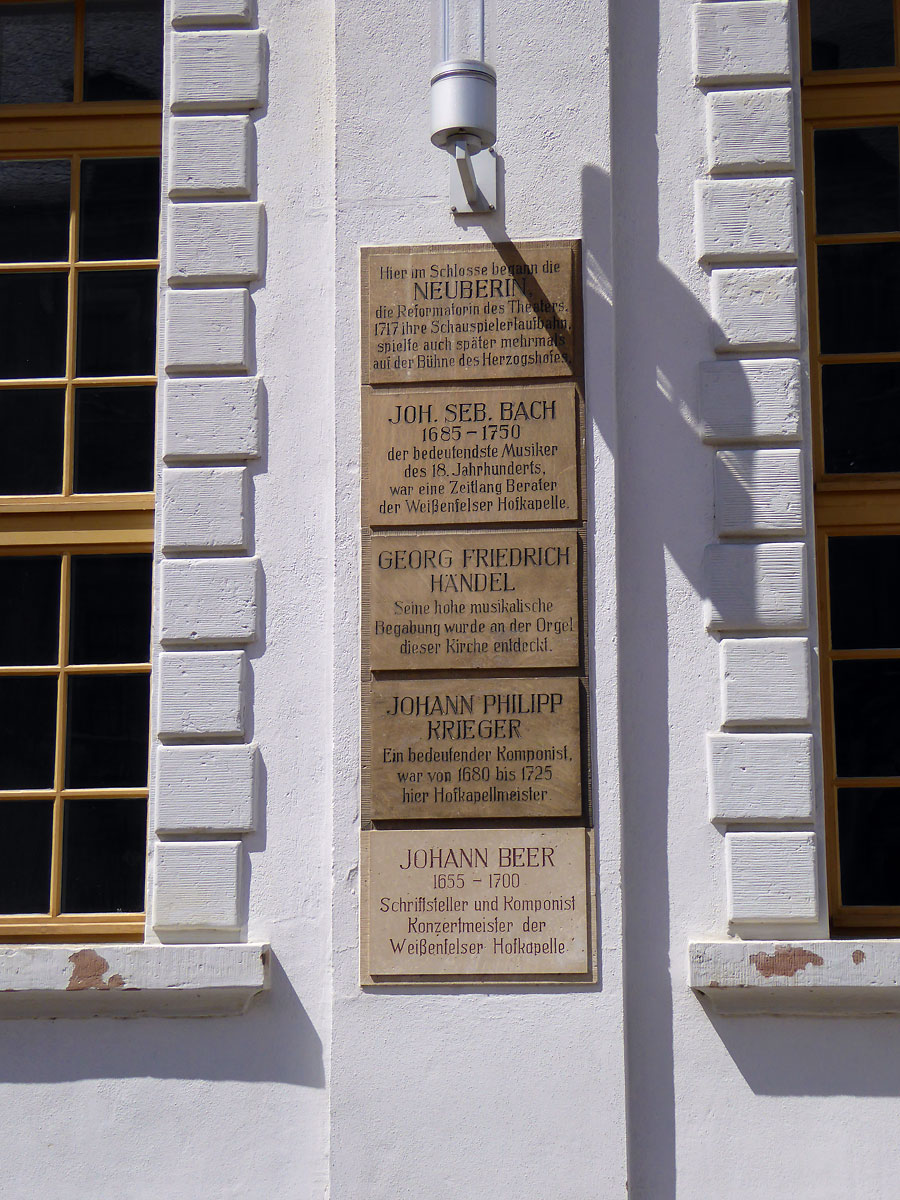 Hier im Schlosse begann die
NEUBERIN,
die Reformatorin des Theaters,
1717 ihre Schauspielerlaufbahn,
spielte auch später mehrmals
auf der Bühne des Herzogshofes.
JOH. SEB. BACH
1685 – 1750
der bedeutendste Musiker
des 18. Jahrhunderts,
war eine Zeitlang Berater
der Weißenfelser Hofkapelle.
GEORG FRIEDRICH
HÄNDEL
Seine hohe musikalische
Begabung wurde an der Orgel
dieser Kirche entdeckt.
JOHANN PHILIPP
KRIEGER
Ein bedeutender Komponist,
war von 1680 bis 1725
hier Hofkapellmeister.
JOHANN BEER
1655 – 1700
Schriftsteller und Komponist
Konzertmeister der
Weißenfelser Hofkapelle.